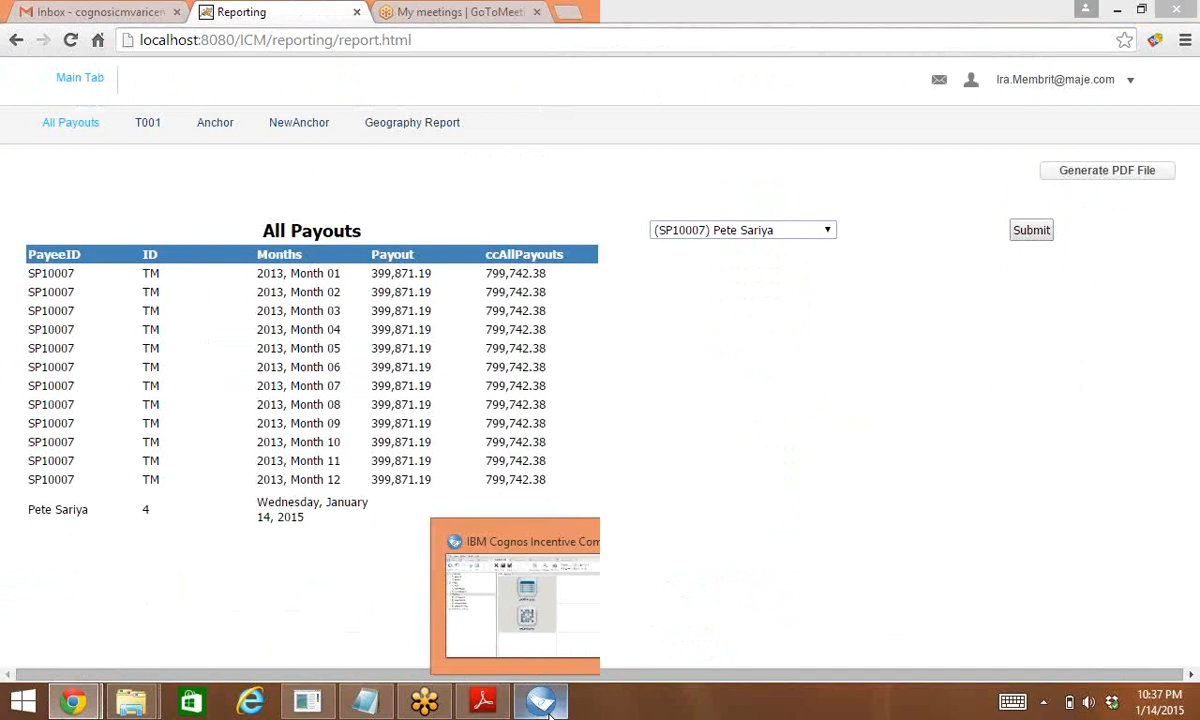 Inbox - cognosicmvaricen
Reporting
My meetings | GoToMeeti
localhost:8080/ICM/reporting/report.html
Main Tab
Ira.Membrit@maje.com
All Payouts T001 Anchor NewAnchor Geography Report
Generate PDF File
All Payouts
(SP10007) Pete Sariya
Submit
PayeeID ID Months Payout ccAllPayouts
SP10007 TM 2013, Month 01 399,871.19 799,742.38
SP10007 TM 2013, Month 02 399,871.19 799,742.38
SP10007 TM 2013, Month 03 399,871.19 799,742.38
SP10007 TM 2013, Month 04 399,871.19 799,742.38
SP10007 TM 2013, Month 05 399,871.19 799,742.38
SP10007 TM 2013, Month 06 399,871.19 799,742.38
SP10007 TM 2013, Month 07 399,871.19 799,742.38
SP10007 TM 2013, Month 08 399,871.19 799,742.38
SP10007 TM 2013, Month 09 399,871.19 799,742.38
SP10007 TM 2013, Month 10 399,871.19 799,742.38
SP10007 TM 2013, Month 11 399,871.19 799,742.38
SP10007 TM 2013, Month 12 399,871.19 799,742.38
Pete Sariya 4 Wednesday, January
14, 2015
IBM Cognos Incentive Com
10:37 PM
1/14/2015